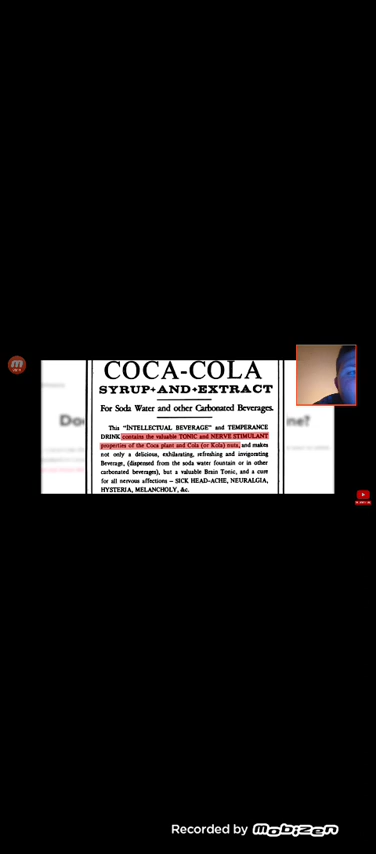 COCA-COLA
SYRUP+AND+EXTRACT
For Soda Water and other Carbonated Beverages.
This "INTELLECTUAL BEVERAGE" and TEMPERANCE
DRINK contains the valuable TONIC and NERVE STIMULANT
properties of the Coca plant and Cola (or Kola) nuts, and makes
not only a delicious, exhilarating, refreshing and invigorating
Beverage, (dispensed from the soda water fountain or in other
carbonated beverages), but a valuable Brain Tonic, and a cure
for all nervous affections — SICK HEAD-ACHE, NEURALGIA,
HYSTERIA, MELANCHOLY, &c.
Do
ne?
Recorded by mobizen